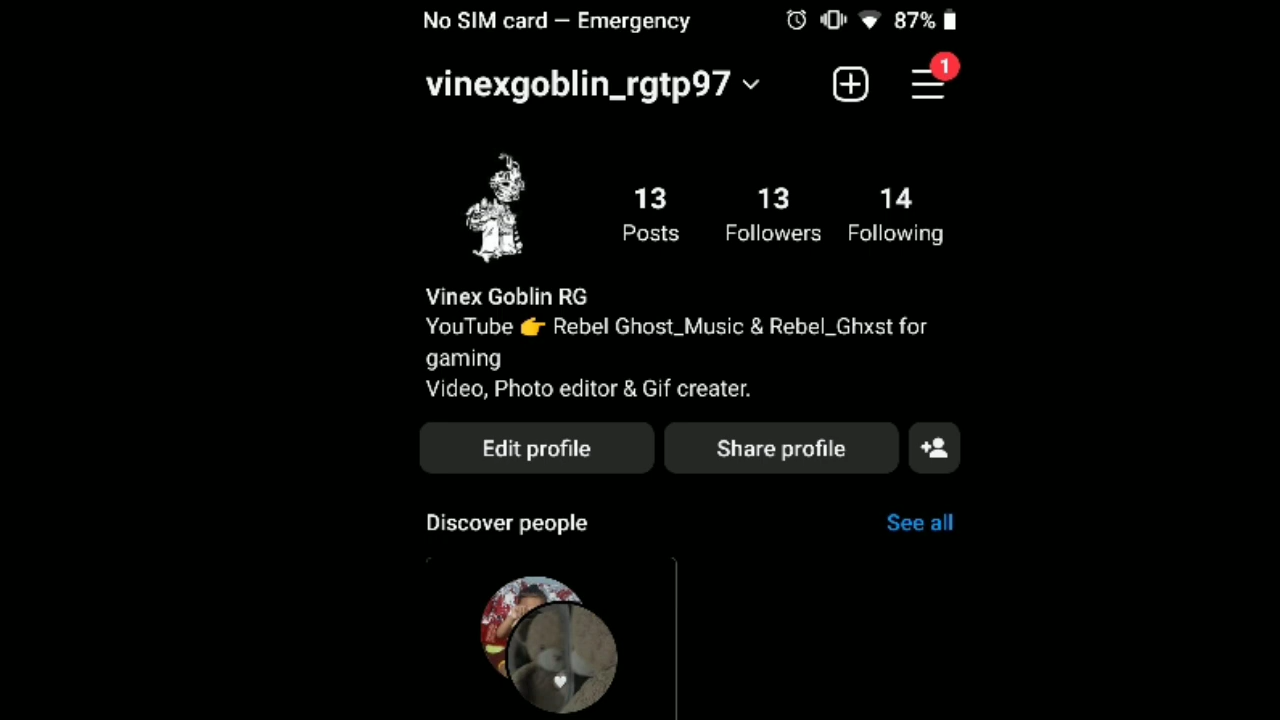 No SIM card — Emergency
87%
vinexgoblin_rgtp97
1
13
13
14
Posts
Followers
Following
Vinex Goblin RG
YouTube 👉 Rebel Ghost_Music & Rebel_Ghxst for
gaming
Video, Photo editor & Gif creater.
Edit profile
Share profile
Discover people
See all